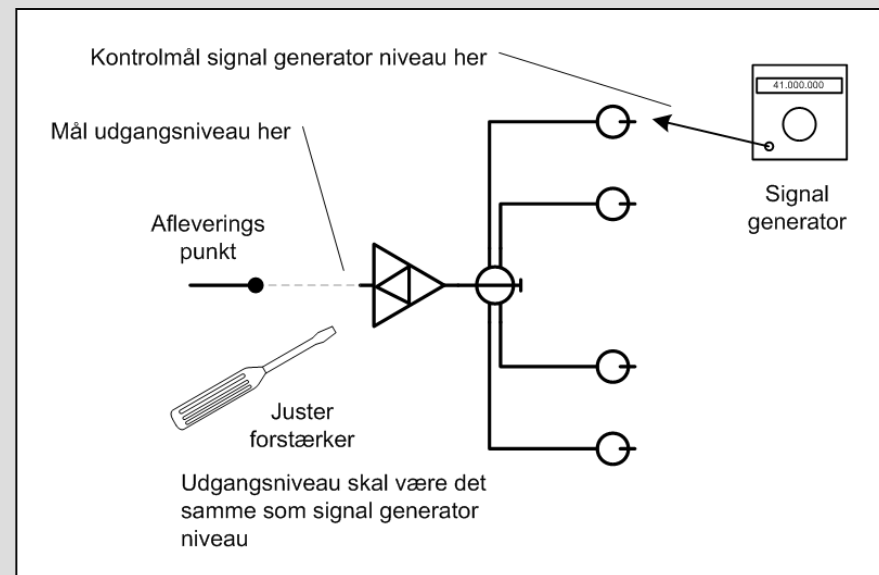 Kontrolmål signal generator niveau her
41.000.000
Mål udgangsniveau her
Signal
generator
Afleverings
punkt
Juster
forstærker
Udgangsniveau skal være det
samme som signal generator
niveau